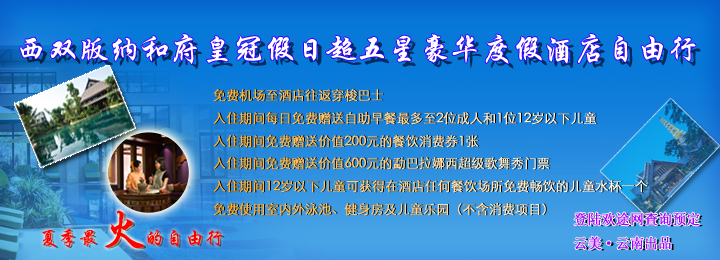 西双版纳和府皇冠假日超五星豪华度假酒店自由行
免费机场至酒店往返穿梭巴士
入住期间每日免费赠送自助早餐最多至2位成人和1位12岁以下儿童
入住期间免费赠送价值200元的餐饮消费券1张
入住期间免费赠送价值600元的勐巴拉娜西超级歌舞秀门票
入住期间12岁以下儿童可获得在酒店任何餐饮场所免费畅饮的儿童水杯一个
免费使用室内外泳池、健身房及儿童乐园（不含消费项目）
夏季最火的自由行
登陆欢途网查询预定
云美·云南出品